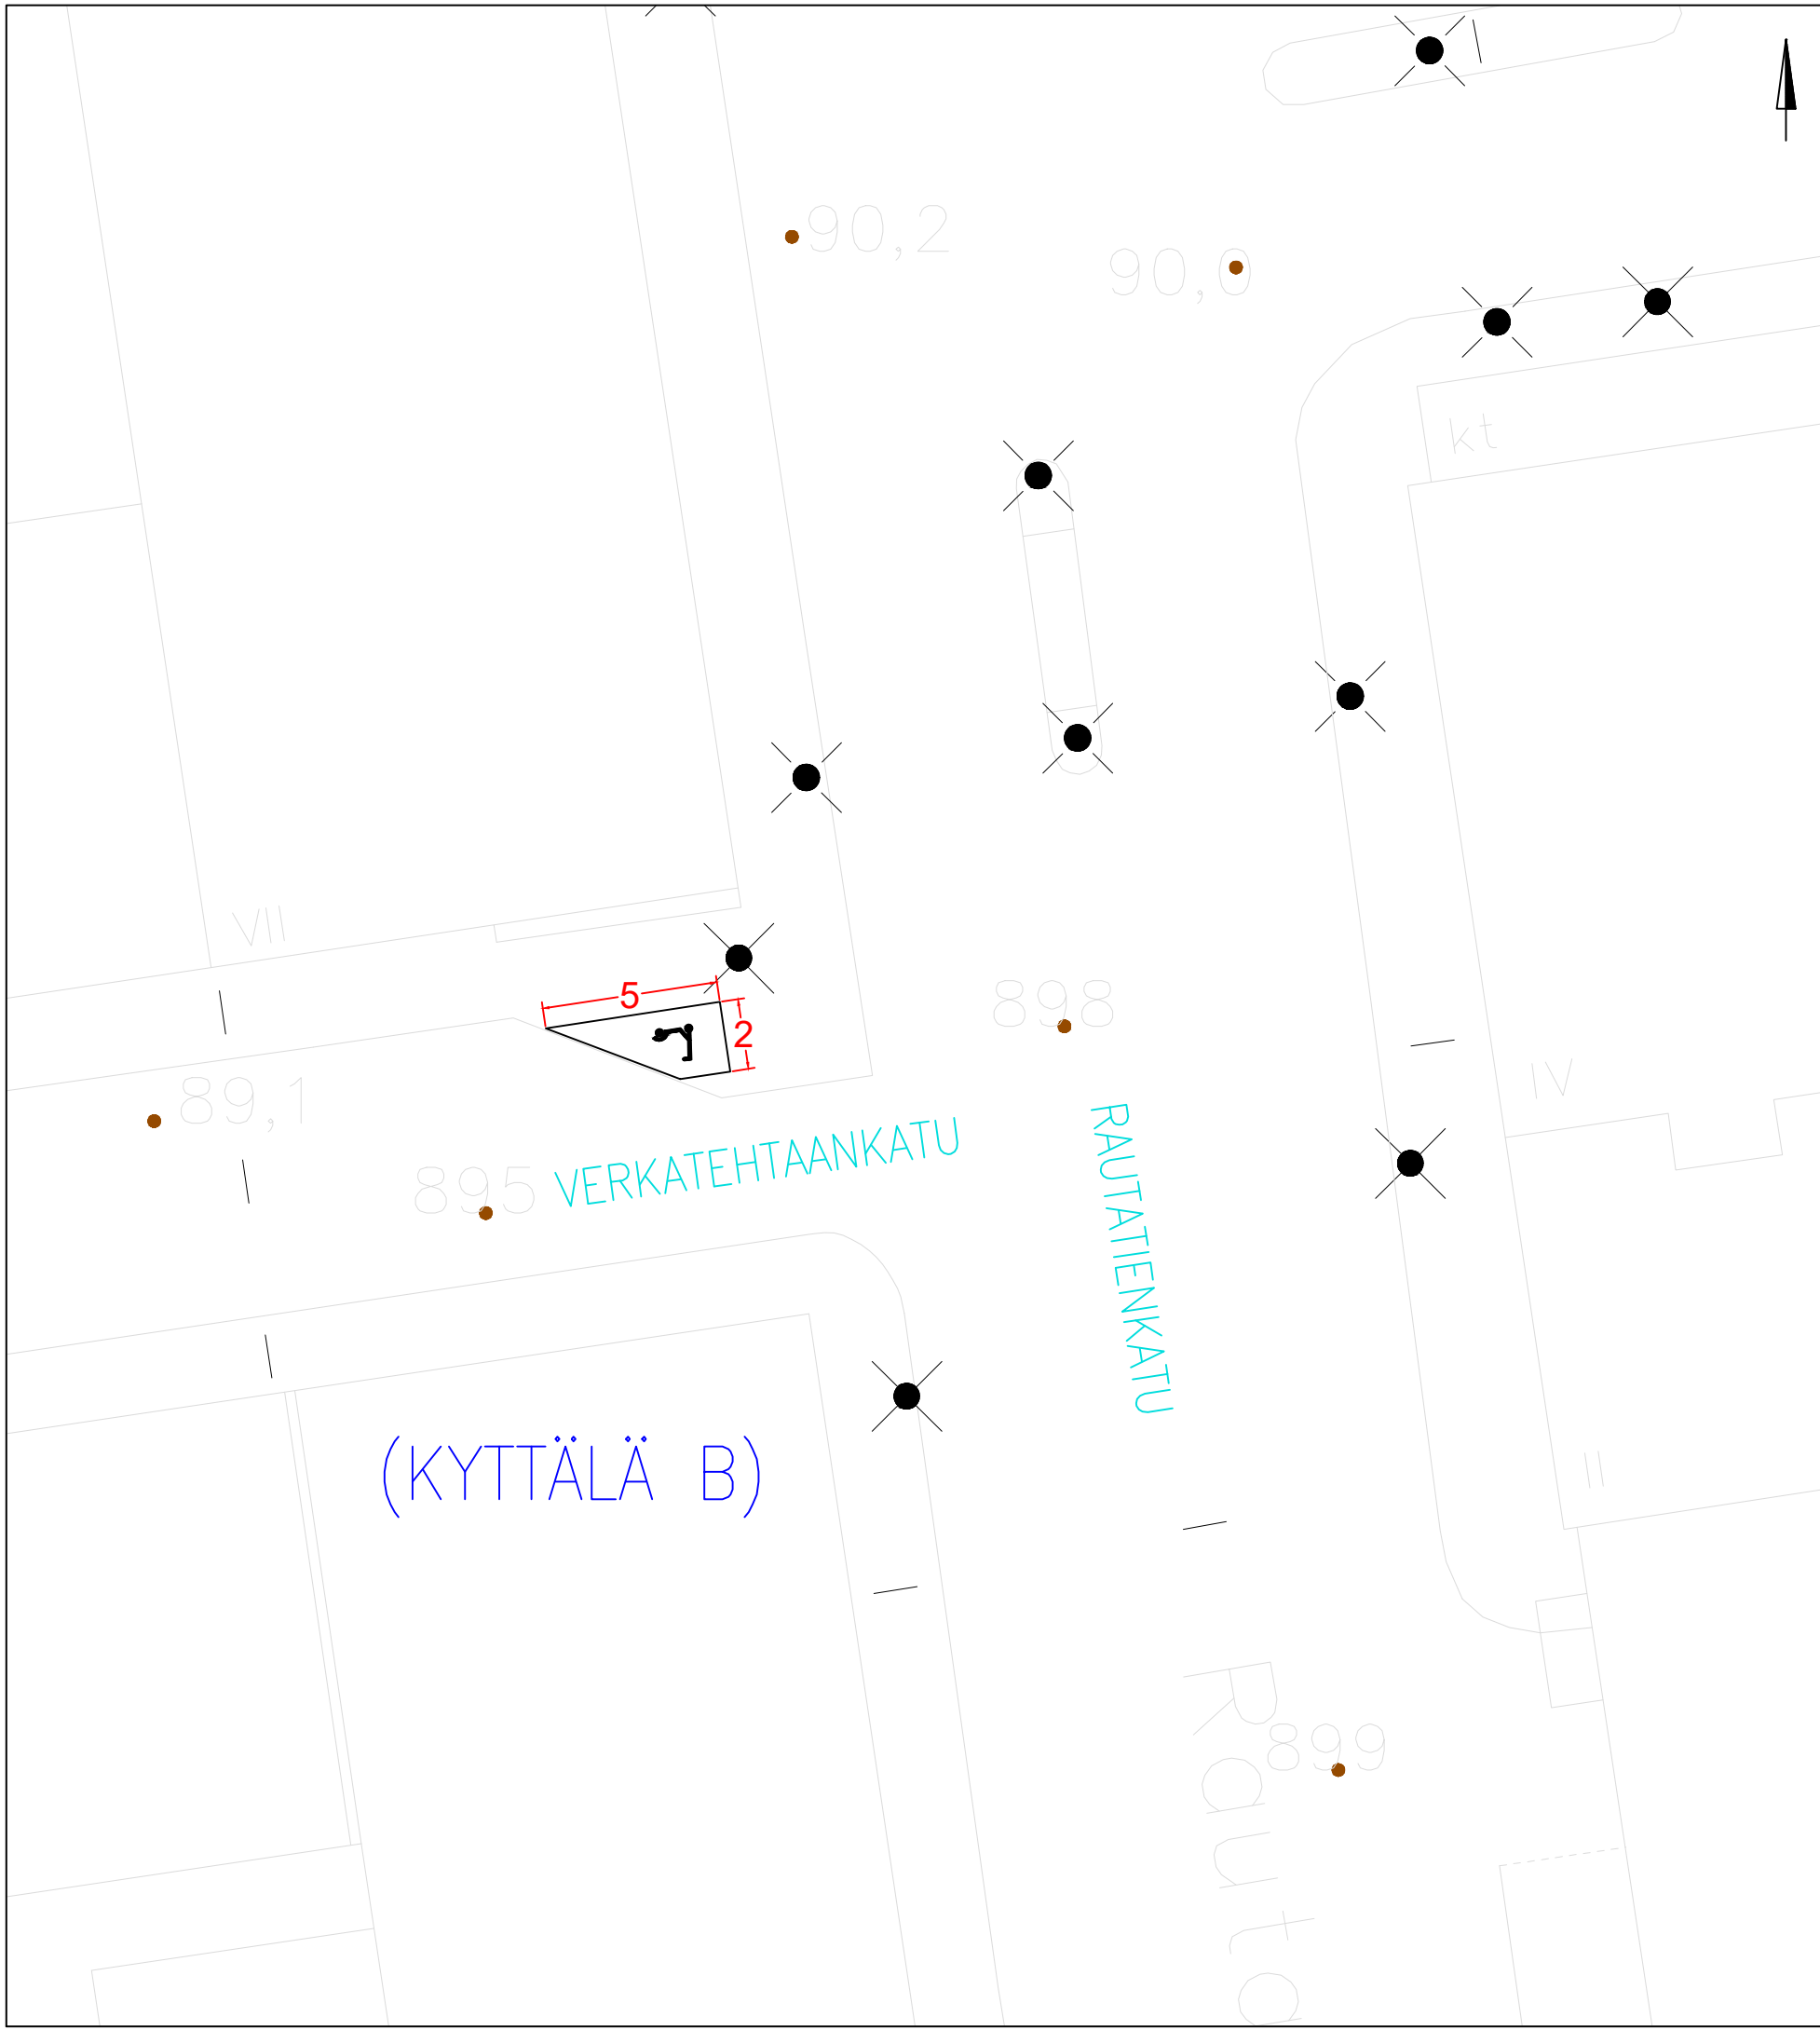 90,2
90,0
kt
VII
5
2
898
89,1
IV
895
VERKATEHTAANKATU
RAUTATIENKATU
(KYTTÄLÄ B)
II
899
Rauta